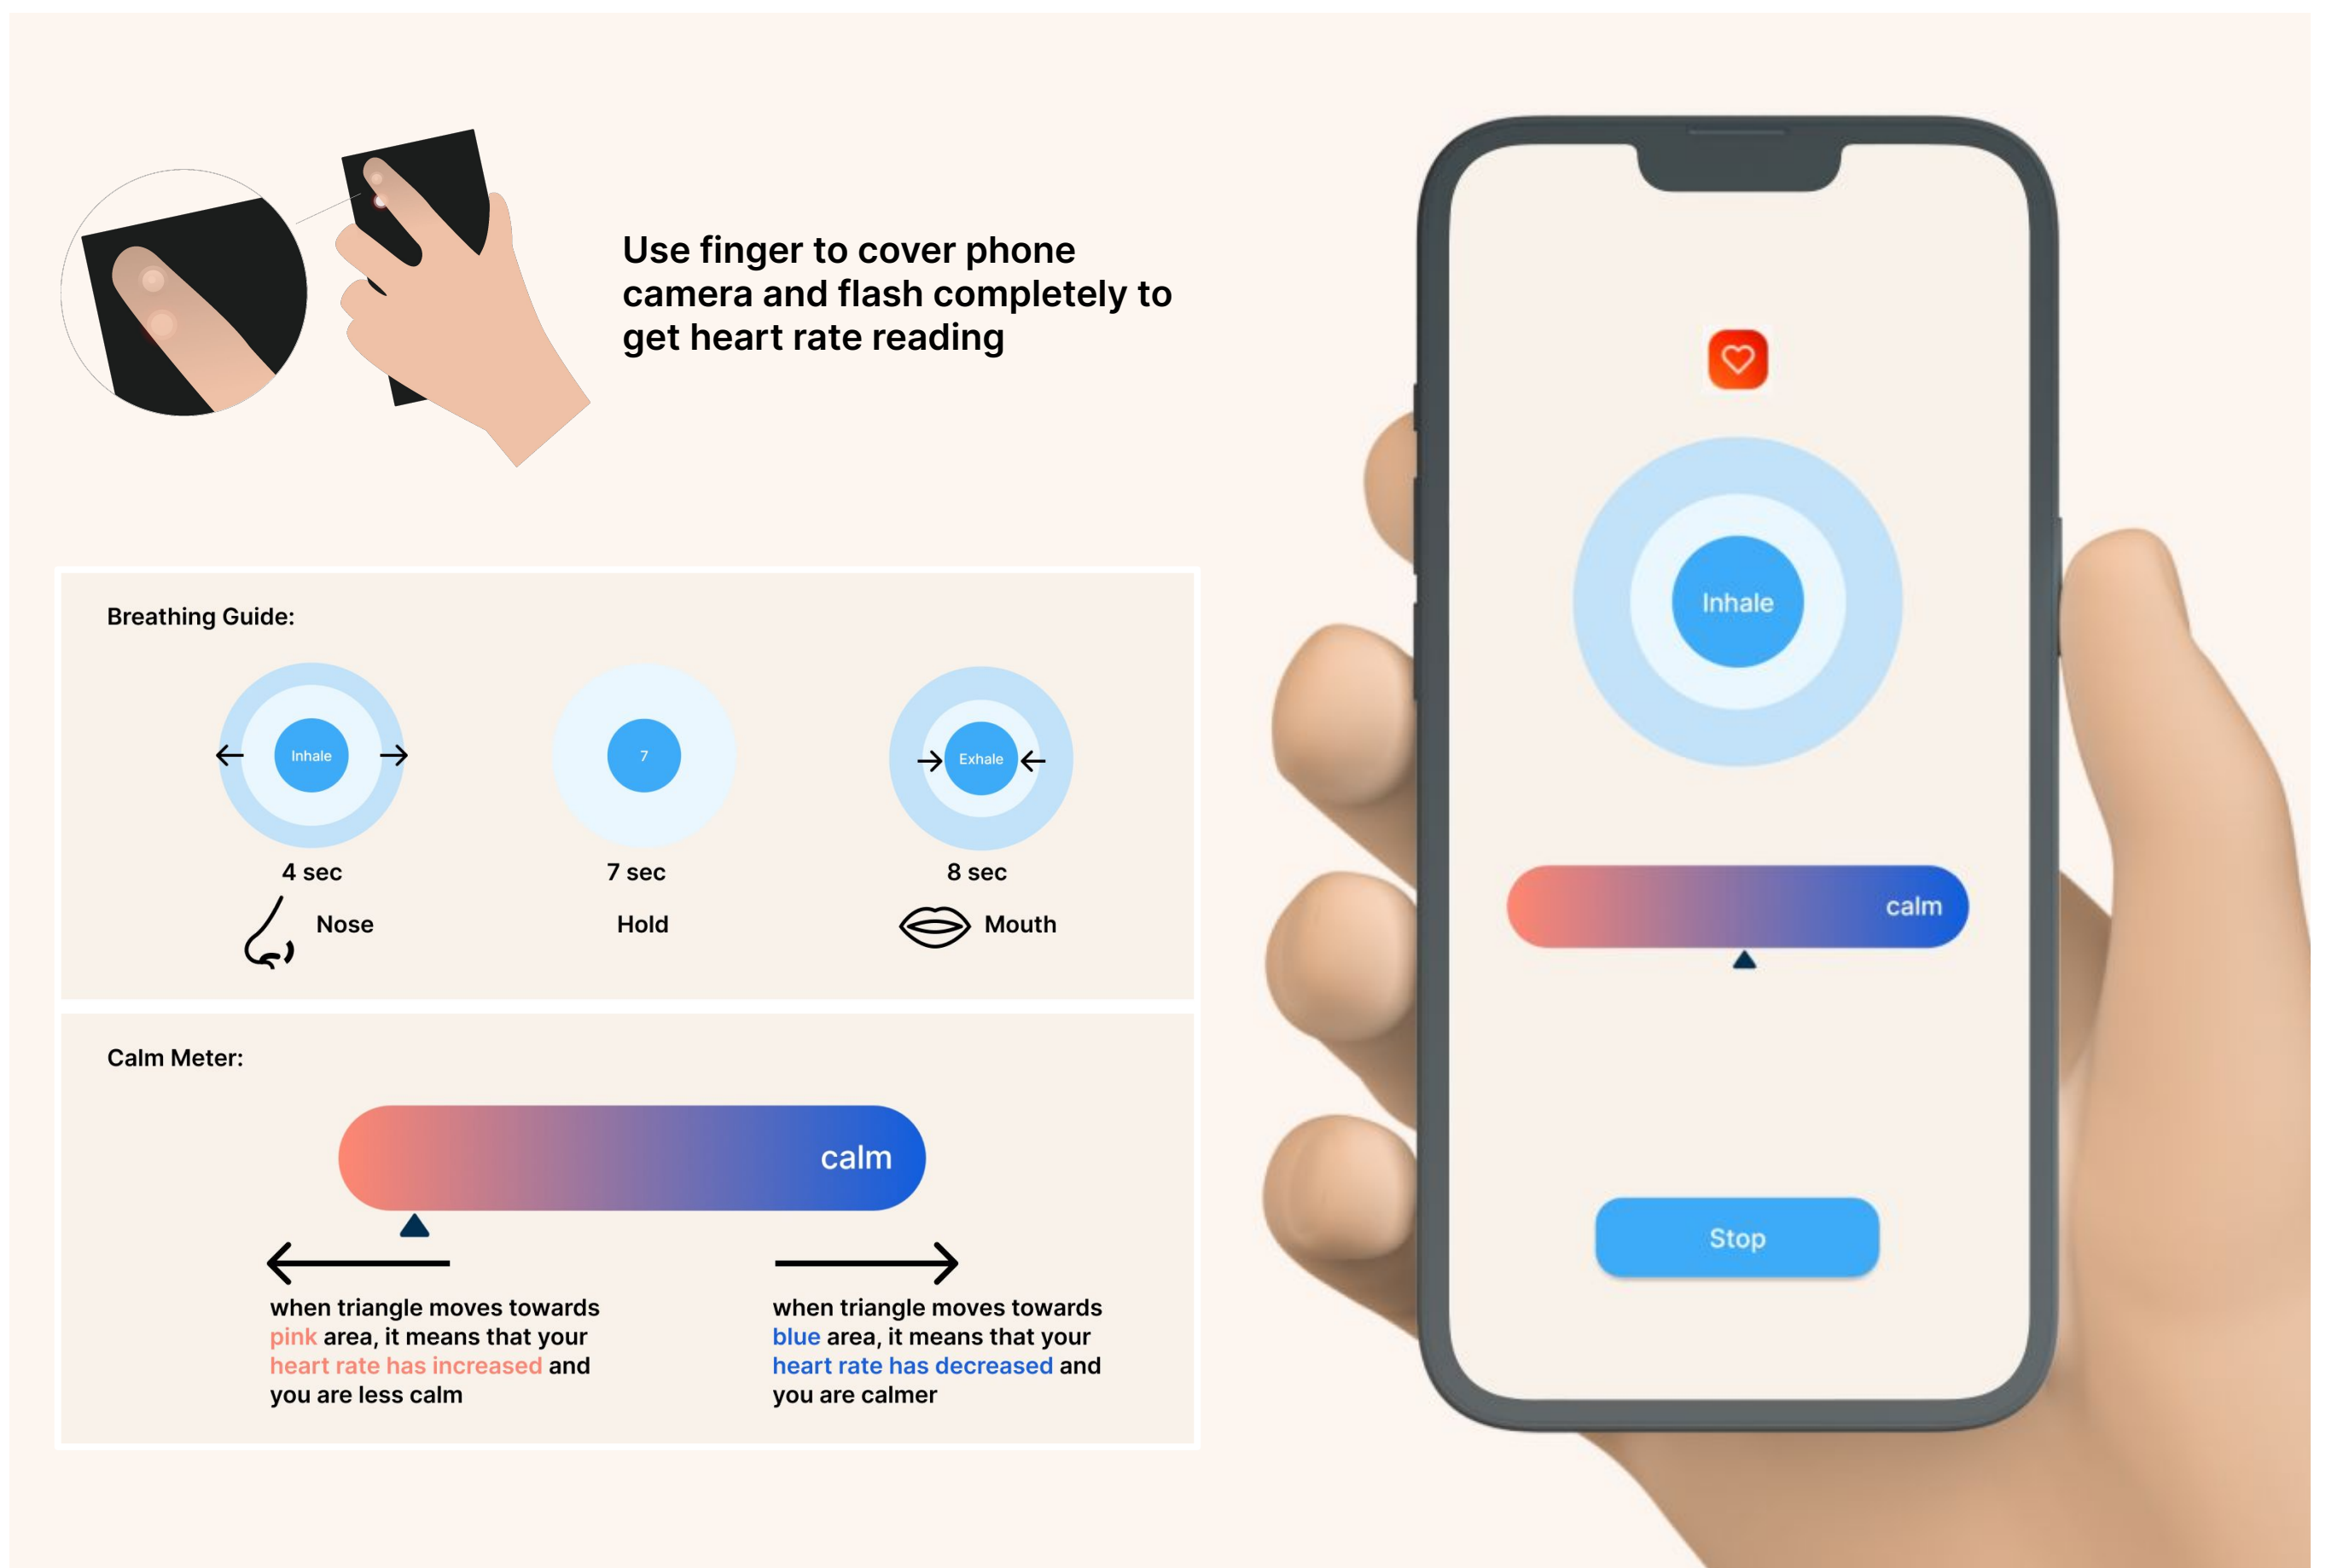 Use finger to cover phone
camera and flash completely to
get heart rate reading
Breathing Guide:
Inhale
7
Exhale
4 sec
7 sec
8 sec
Nose
Hold
Mouth
Calm Meter:
calm
when triangle moves towards
pink area, it means that your
heart rate has increased and
you are less calm
when triangle moves towards
blue area, it means that your
heart rate has decreased and
you are calmer
Inhale
calm
Stop